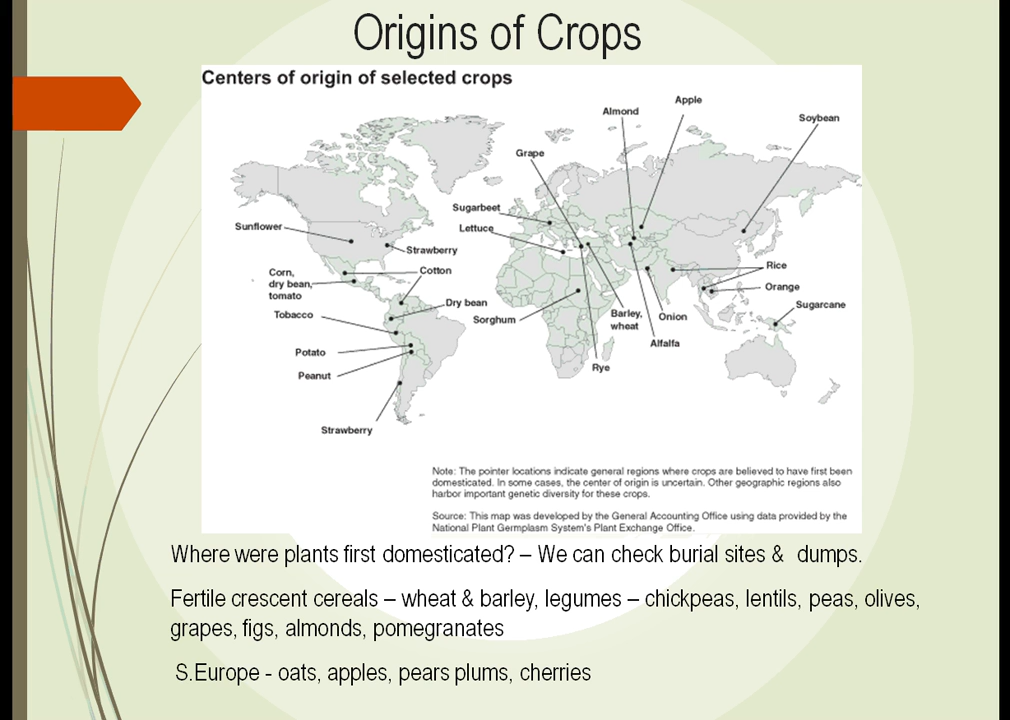 Origins of Crops
Centers of origin of selected crops
Apple
Almond
Soybean
Grape
Sugarbeet
Lettuce
Sunflower
Strawberry
Cotton
Corn,
dry bean,
tomato
Rice
Orange
Dry bean
Sugarcane
Tobacco
Sorghum
Barley,
wheat
Onion
Alfalfa
Potato
Rye
Peanut
Strawberry
Note: The pointer locations indicate general regions where crops are believed to have first been
domesticated. In some cases, the center of origin is uncertain. Other geographic regions also
harbor important genetic diversity for these crops.
Source: This map was developed by the General Accounting Office using data provided by the
National Plant Germplasm System's Plant Exchange Office.
Where were plants first domesticated? – We can check burial sites & dumps.
Fertile crescent cereals – wheat & barley, legumes – chickpeas, lentils, peas, olives,
grapes, figs, almonds, pomegranates
S.Europe - oats, apples, pears plums, cherries